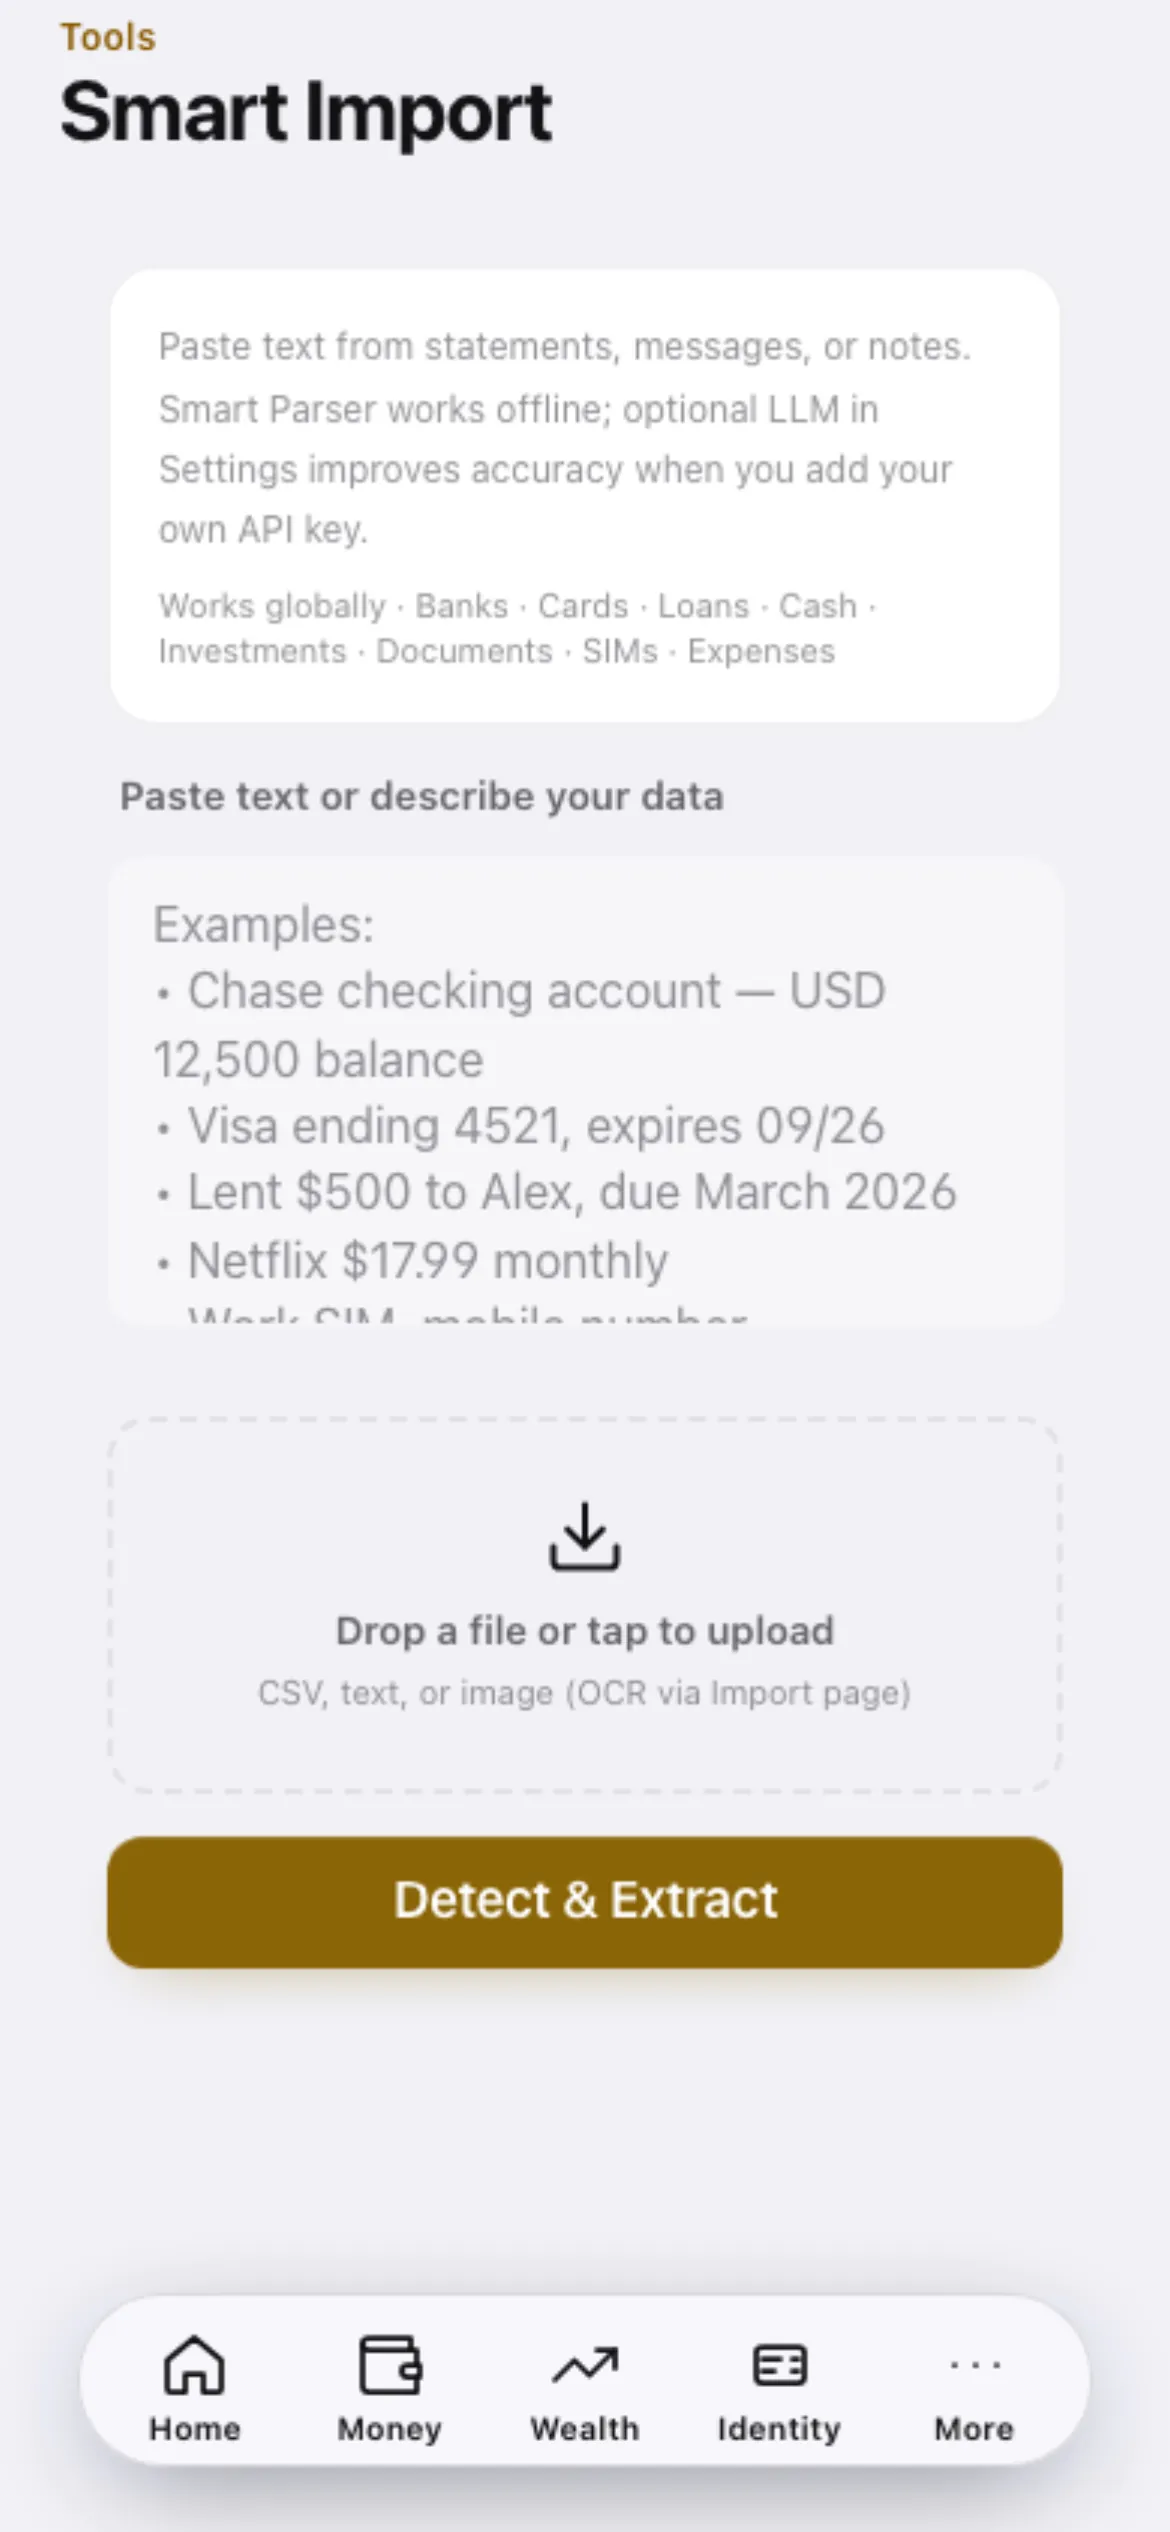 Tools
Smart Import
Paste text from statements, messages, or notes.
Smart Parser works offline; optional LLM in
Settings improves accuracy when you add your
own API key.
Works globally · Banks · Cards · Loans · Cash ·
Investments · Documents · SIMs · Expenses
Paste text or describe your data
Examples:
• Chase checking account — USD
12,500 balance
• Visa ending 4521, expires 09/26
• Lent $500 to Alex, due March 2026
• Netflix $17.99 monthly
Work SIM, mobile number
Drop a file or tap to upload
CSV, text, or image (OCR via Import page)
Detect & Extract
Home
Money
Wealth
Identity
More